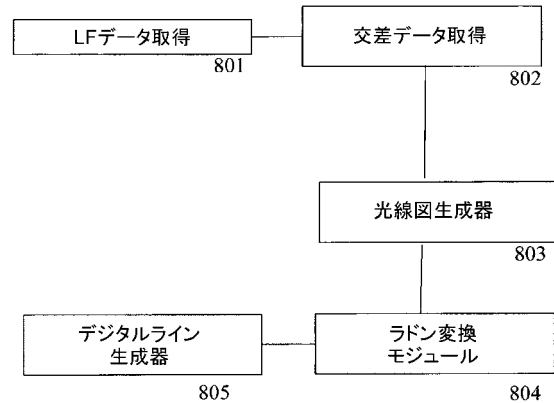 LFデータ取得
801
交差データ取得
802
光線図生成器
803
ラドン変換
モジュール
804
デジタルライン
生成器
805